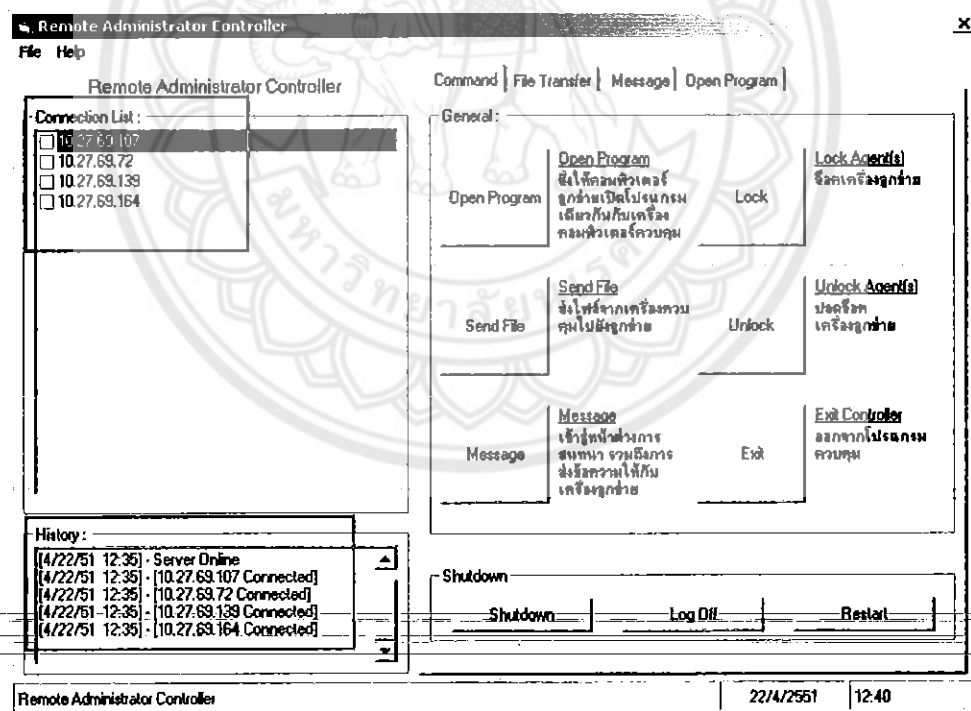 Remote Administrator Controller
File Help
Remote Administrator Controller
Connection List :
10.27.69.107
10.27.69.72
10.27.69.139
10.27.69.164
History :
[4/22/51 12:35] - Server Online
[4/22/51 12:35] - [10.27.69.107 Connected]
[4/22/51 12:35] - [10.27.69.72 Connected]
[4/22/51 12:35] - [10.27.69.139 Connected]
[4/22/51 12:35] - [10.27.69.164 Connected]
Command File Transfer Message Open Program
General :
Open Program
Open Program
สั่งให้คอมพิวเตอร์
ลูกข่ายเปิดโปรแกรม
เดียวกันกับเครื่อง
คอมพิวเตอร์ควบคุม
Lock
Lock Agent(s)
ล็อคเครื่องลูกข่าย
Send File
Send File
ส่งไฟล์จากเครื่องควบ
คุมไปยังลูกข่าย
Unlock
Unlock Agent(s)
ปลดล็อค
เครื่องลูกข่าย
Message
Message
เข้าสู่หน้าต่างการ
สนทนา รวมถึงการ
ส่งข้อความให้กับ
เครื่องลูกข่าย
Exit
Exit Controller
ออกจากโปรแกรม
ควบคุม
Shutdown
Shutdown Log Off Restart
Remote Administrator Controller 22/4/2551 12:40
มหาวิทยาลัยนเรศวร